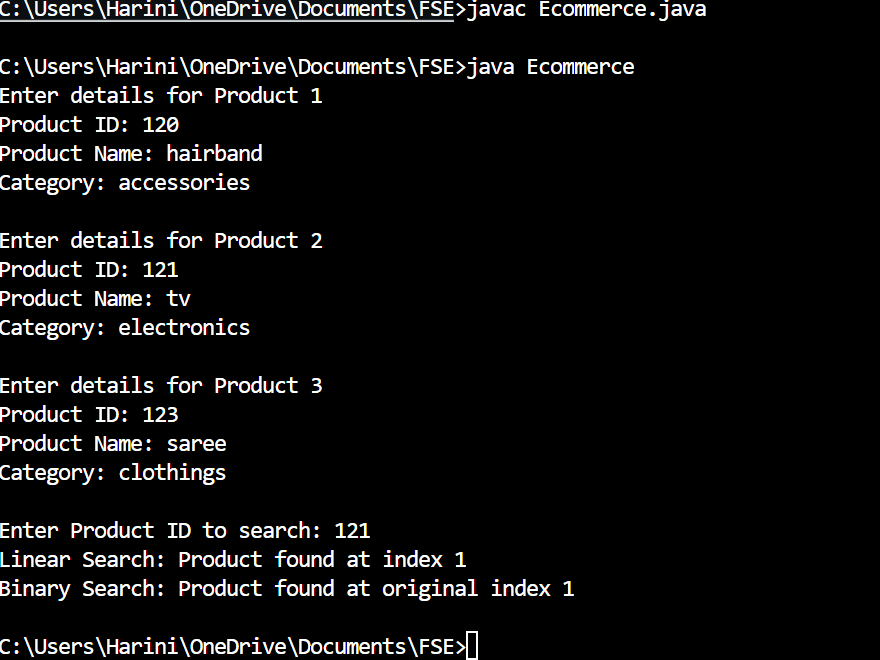 C:\Users\Harini\OneDrive\Documents\FSE>javac Ecommerce.java
C:\Users\Harini\OneDrive\Documents\FSE>java Ecommerce
Enter details for Product 1
Product ID: 120
Product Name: hairband
Category: accessories
Enter details for Product 2
Product ID: 121
Product Name: tv
Category: electronics
Enter details for Product 3
Product ID: 123
Product Name: saree
Category: clothings
Enter Product ID to search: 121
Linear Search: Product found at index 1
Binary Search: Product found at original index 1
C:\Users\Harini\OneDrive\Documents\FSE>